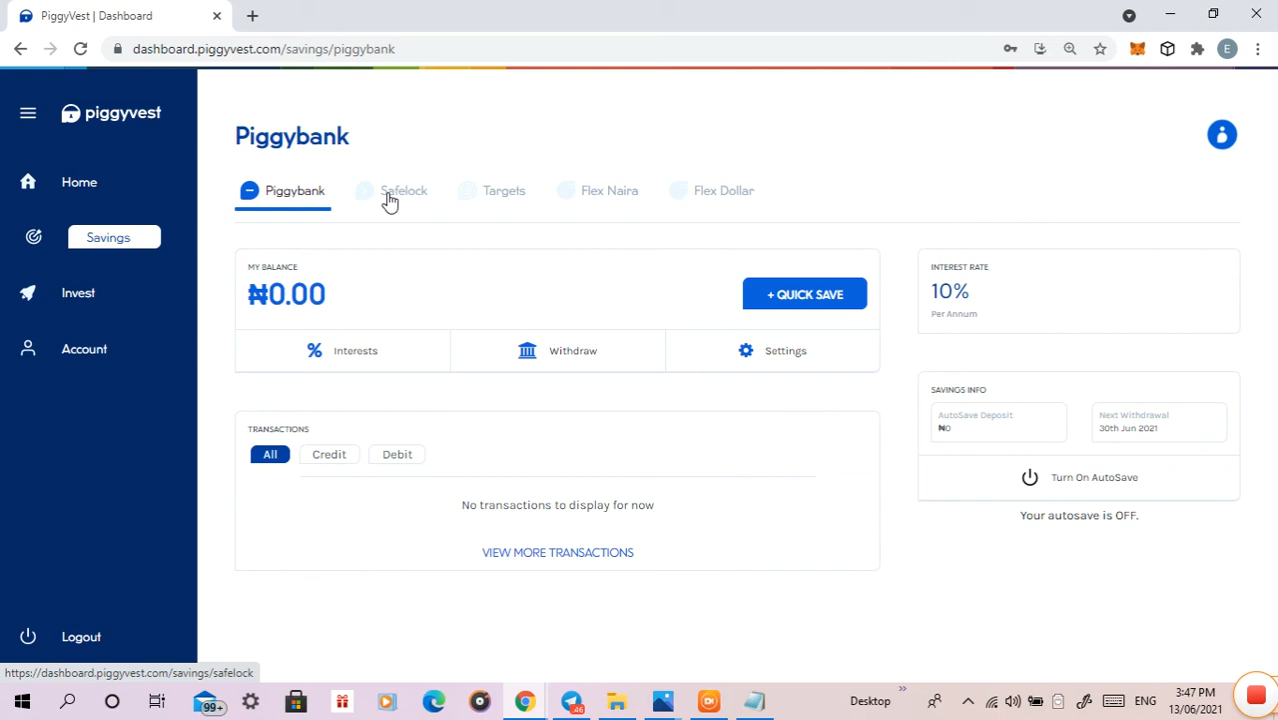 PiggyVest | Dashboard
dashboard.piggyvest.com/savings/piggybank
E
piggyvest
Home
Savings
Invest
Account
Logout
Piggybank
Piggybank
Safelock
Targets
Flex Naira
Flex Dollar
MY BALANCE
₦0.00
+ QUICK SAVE
Interests
Withdraw
Settings
INTEREST RATE
10%
Per Annum
TRANSACTIONS
All
Credit
Debit
No transactions to display for now
VIEW MORE TRANSACTIONS
SAVINGS INFO
AutoSave Deposit
₦0
Next Withdrawal
30th Jun 2021
Turn On AutoSave
Your autosave is OFF.
https://dashboard.piggyvest.com/savings/safelock
99+
46
Desktop
»
ENG
3:47 PM
13/06/2021